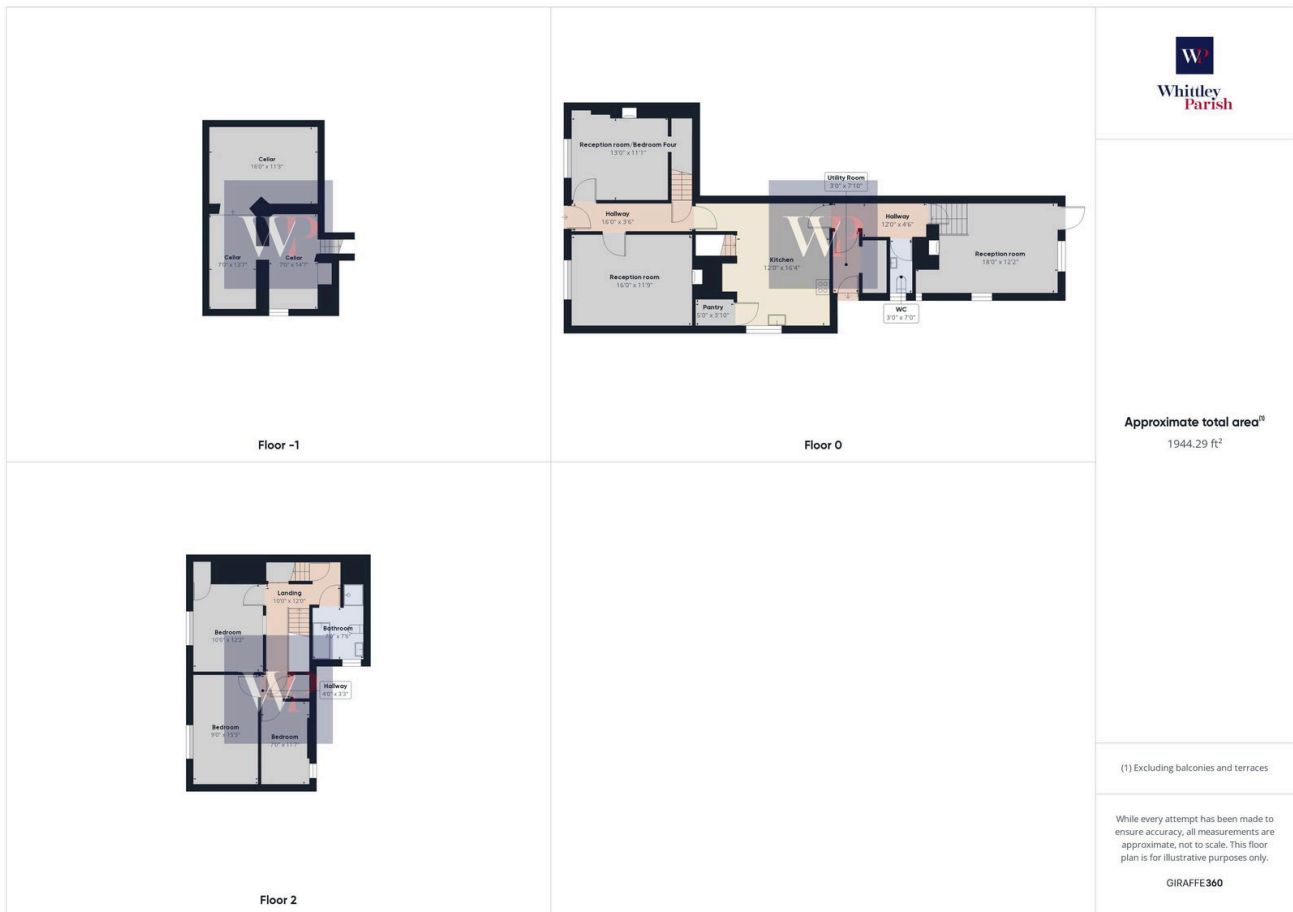 Cellar
16'0" x 11'3"
Cellar
7'0" x 13'7"
Cellar
7'0" x 14'7"
WP
Floor -1
Reception room/Bedroom Four
13'0" x 11'1"
Utility Room
3'0" x 7'10"
Hallway
16'0" x 3'6"
Hallway
12'0" x 4'6"
WP
Reception room
18'0" x 12'2"
Kitchen
12'0" x 16'4"
Reception room
16'0" x 11'9"
Pantry
5'0" x 3'10"
WC
3'0" x 7'0"
Floor 0
Landing
10'0" x 12'0"
Bedroom
10'0" x 12'2"
Bathroom
Hallway
4'0" x 3'3"
WP
Bedroom
9'0" x 15'3"
Bedroom
7'0" x 11'7"
Floor 2
WP
Whittley
Parish
Approximate total area(1)
1944.29 ft²
(1) Excluding balconies and terraces
While every attempt has been made to
ensure accuracy, all measurements are
approximate, not to scale. This floor
plan is for illustrative purposes only.
GIRAFFE360